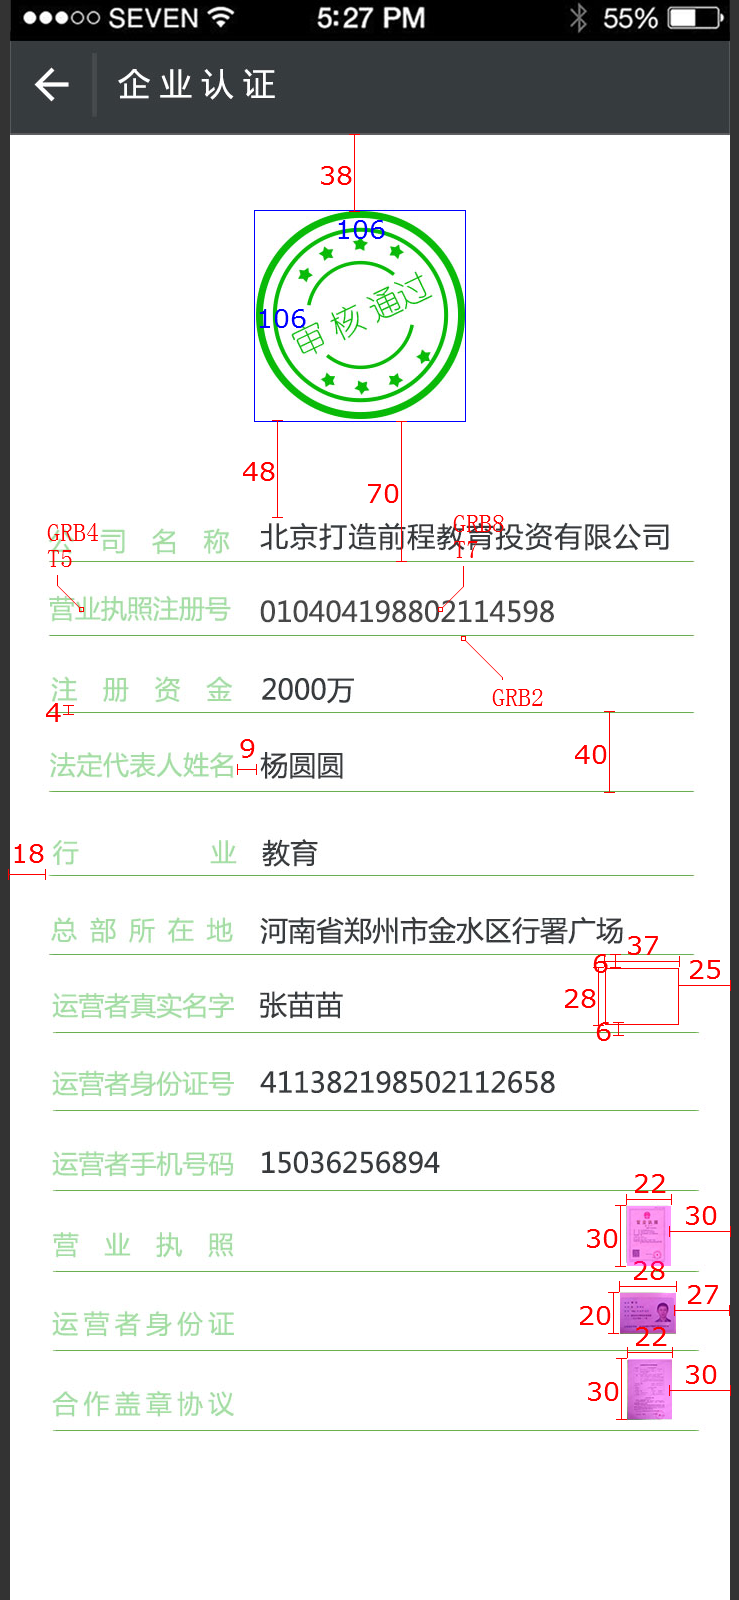 SEVEN 5:27 PM 55%
企业认证
38
106
106
审核通过
48
70
GRB4
T5
GRB8
T7
公司名称 北京打造前程教育投资有限公司
营业执照注册号 010404198802114598
GRB2
注册资金 2000万
4
9
40
法定代表人姓名 杨圆圆
18
行业 教育
总部所在地 河南省郑州市金水区行署广场
6 37
25
28
运营者真实名字 张苗苗
6
运营者身份证号 411382198502112658
运营者手机号码 15036256894
22
30
30
营业执照
28
27
20
运营者身份证
22
30
30
合作盖章协议